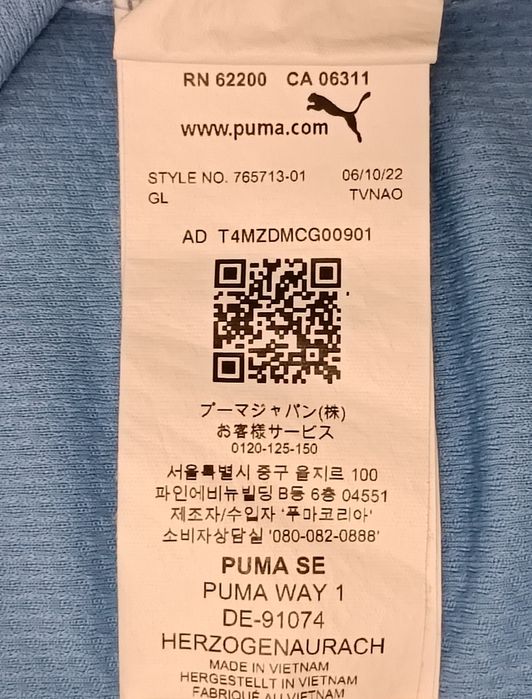 RN 62200 CA 06311
www.puma.com
STYLE NO. 765713-01 06/10/22
GL TVNAO
AD T4MZDMCG00901
プーマジャパン(株)
お客様サービス
0120-125-150
서울특별시 중구 을지르 100
파인에비뉴빌딩 B동 6층 04551
제조자/수입자 '푸마코리아'
소비자상담실 '080-082-0888'
PUMA SE
PUMA WAY 1
DE-91074
HERZOGENAURACH
MADE IN VIETNAM
HERGESTELLT IN VIETNAM
FABRIQUÉ AU VIETNAM